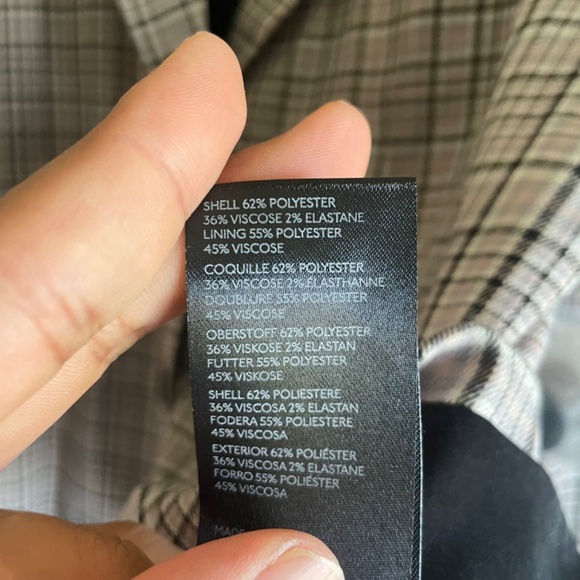 SHELL 62% POLYESTER
36% VISCOSE 2% ELASTANE
LINING 55% POLYESTER
45% VISCOSE
COQUILLE 62% POLYESTER
36% VISCOSE 2% ELASTHANNE
DOUBLURE 55% POLYESTER
45% VISCOSE
OBERSTOFF 62% POLYESTER
36% VISKOSE 2% ELASTAN
FUTTER 55% POLYESTER
45% VISKOSE
SHELL 62% POLIESTERE
36% VISCOSA 2% ELASTAN
FODERA 55% POLIESTERE
45% VISCOSA
EXTERIOR 62% POLIÉSTER
36% VISCOSA 2% ELASTANE
FORRO 55% POLIÉSTER
45% VISCOSA